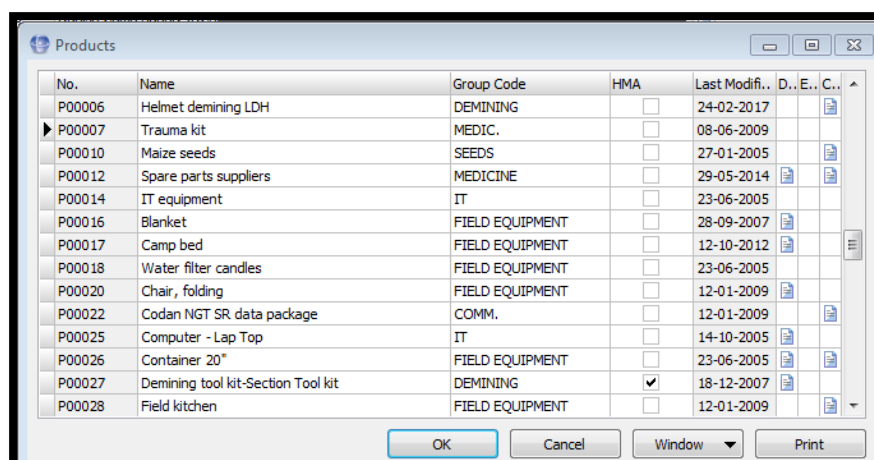 Products
No. Name Group Code HMA Last Modifi.. D.. E.. C..
P00006 Helmet demining LDH DEMINING 24-02-2017
P00007 Trauma kit MEDIC. 08-06-2009
P00010 Maize seeds SEEDS 27-01-2005
P00012 Spare parts suppliers MEDICINE 29-05-2014
P00014 IT equipment IT 23-06-2005
P00016 Blanket FIELD EQUIPMENT 28-09-2007
P00017 Camp bed FIELD EQUIPMENT 12-10-2012
P00018 Water filter candles FIELD EQUIPMENT 23-06-2005
P00020 Chair, folding FIELD EQUIPMENT 12-01-2009
P00022 Codan NGT SR data package COMM. 12-01-2009
P00025 Computer - Lap Top IT 14-10-2005
P00026 Container 20" FIELD EQUIPMENT 23-06-2005
P00027 Demining tool kit-Section Tool kit DEMINING 18-12-2007
P00028 Field kitchen FIELD EQUIPMENT 12-01-2009
OK Cancel Window Print